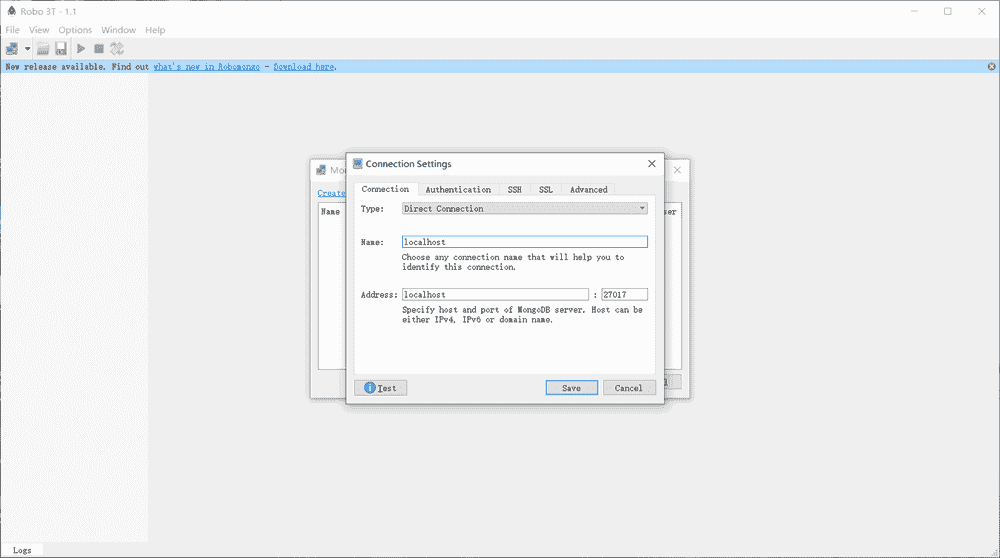 Robo 3T - 1.1
File View Options Window Help
New release available. Find out what's new in Robomongo - Download here.
Connection Settings
Create
Name
Connection Authentication SSH SSL Advanced
Type: Direct Connection
Name: localhost
Choose any connection name that will help you to
identify this connection.
Address: localhost : 27017
Specify host and port of MongoDB server. Host can be
either IPv4, IPv6 or domain name.
Test Save Cancel
Logs